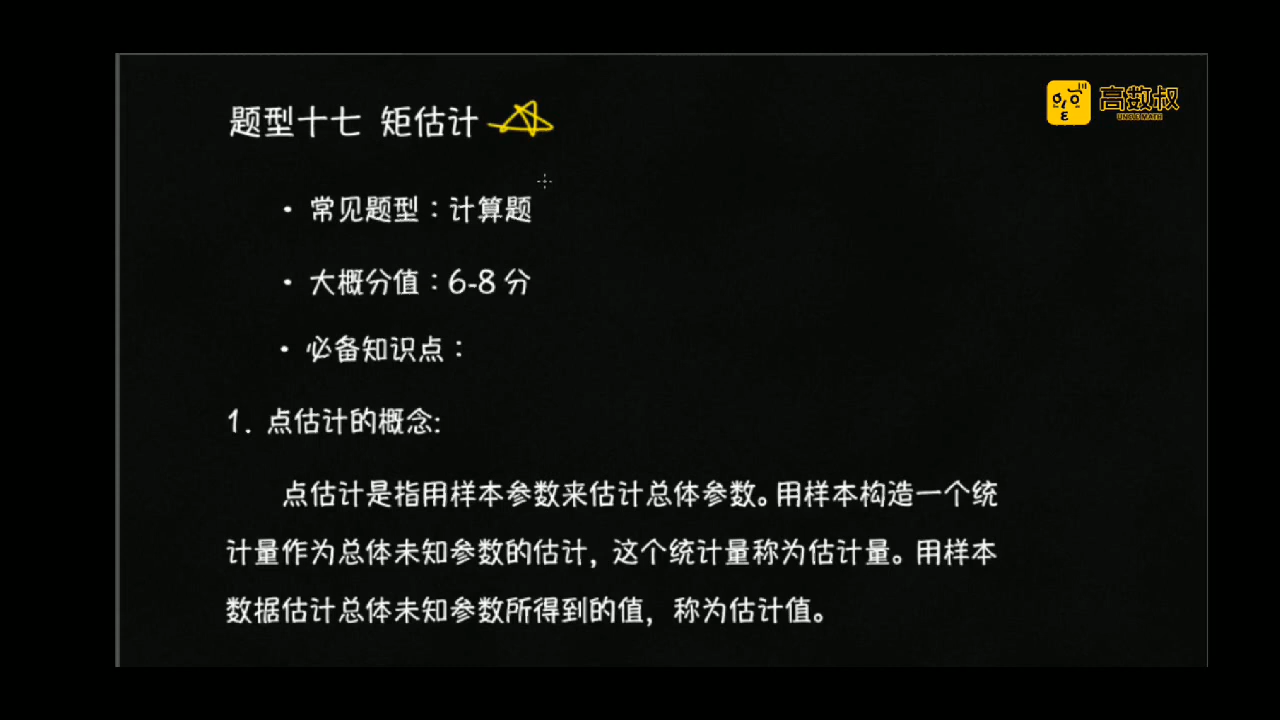 高数叔
UNCLE MATH
题型十七 矩估计
• 常见题型：计算题
• 大概分值：6-8 分
• 必备知识点：
1. 点估计的概念:
点估计是指用样本参数来估计总体参数。用样本构造一个统
计量作为总体未知参数的估计，这个统计量称为估计量。用样本
数据估计总体未知参数所得到的值，称为估计值。